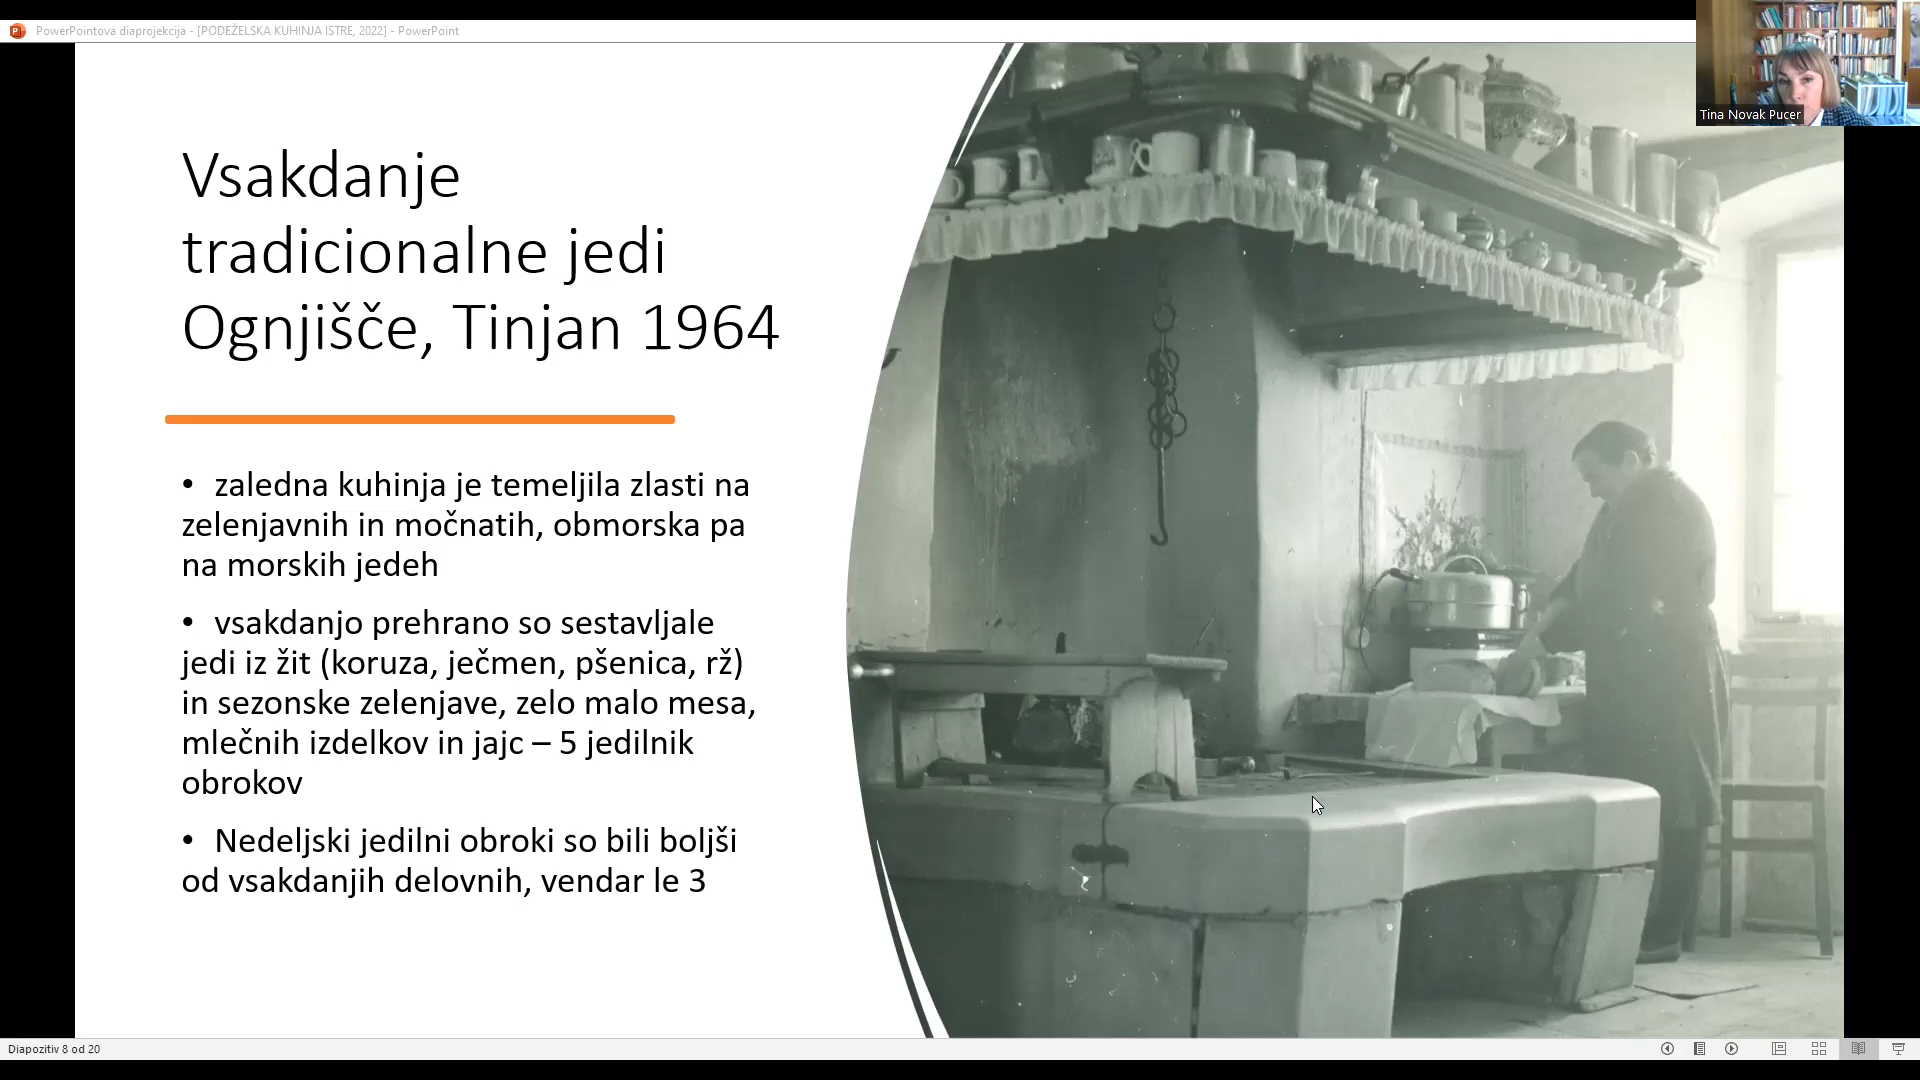 PowerPointova diaprojekcija - [PODEŽELSKA KUHINJA ISTRE, 2022] - PowerPoint
Tina Novak Pucer
Vsakdanje
tradicionalne jedi
Ognjišče, Tinjan 1964
• zaledna kuhinja je temeljila zlasti na
zelenjavnih in močnatih, obmorska pa
na morskih jedeh
• vsakdanjo prehrano so sestavljale
jedi iz žit (koruza, ječmen, pšenica, rž)
in sezonske zelenjave, zelo malo mesa,
mlečnih izdelkov in jajc – 5 jedilnik
obrokov
• Nedeljski jedilni obroki so bili boljši
od vsakdanjih delovnih, vendar le 3
Diapozitiv 8 od 20